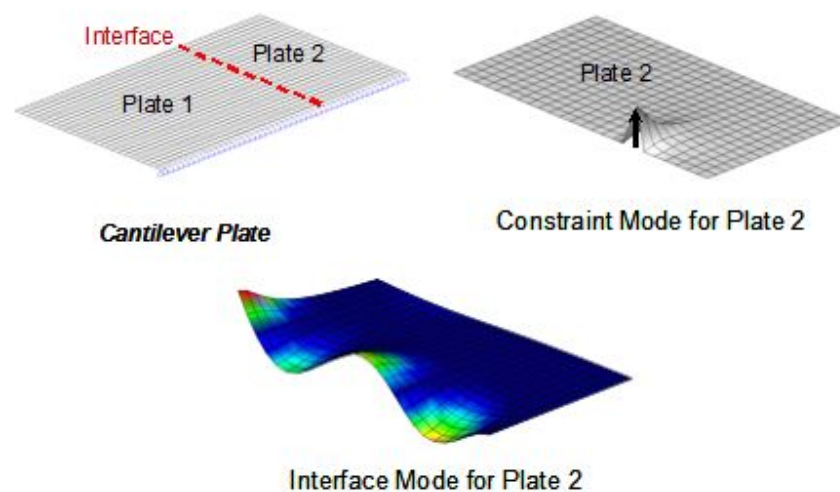 Interface
Plate 2
Plate 1
Plate 2
Cantilever Plate
Constraint Mode for Plate 2
Interface Mode for Plate 2